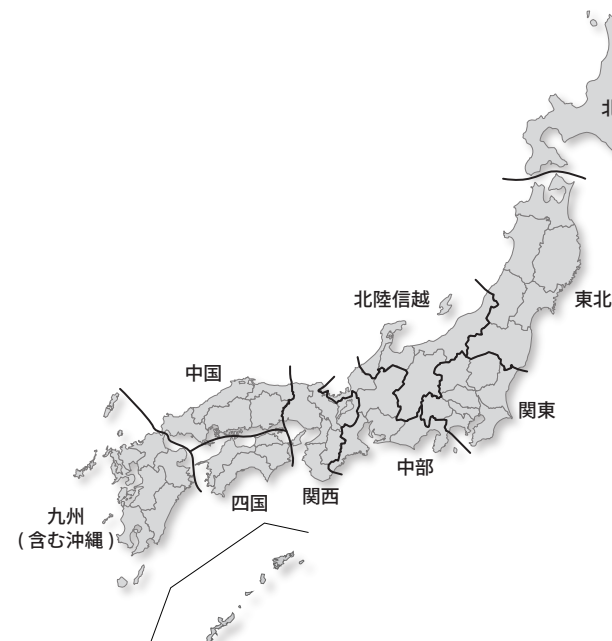 北
東北
北陸信越
中国
関東
中部
関西
四国
九州
(含む沖縄)